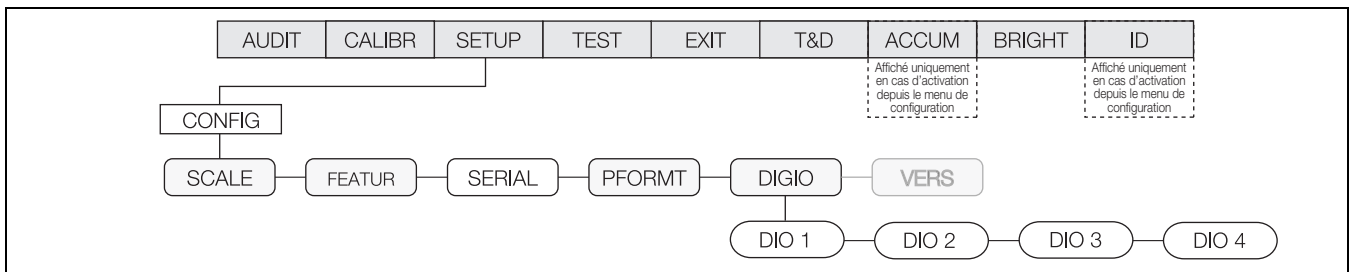 AUDIT CALIBR SETUP TEST EXIT T&D ACCUM BRIGHT ID
Affiché uniquement
en cas d'activation
depuis le menu de
configuration
Affiché uniquement
en cas d'activation
depuis le menu de
configuration
CONFIG
SCALE FEATUR SERIAL PFORMT DIGIO VERS
DIO 1 DIO 2 DIO 3 DIO 4